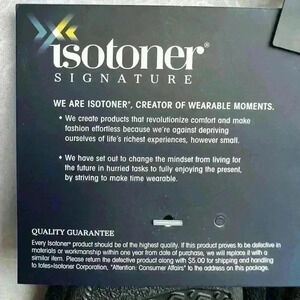 isotoner®
SIGNATURE
WE ARE ISOTONER®, CREATOR OF WEARABLE MOMENTS.
• We create products that revolutionize comfort and make
fashion effortless because we're against depriving
ourselves of life's richest experiences, however small.
• We have set out to change the mindset from living for
the future in hurried tasks to fully enjoying the present,
by striving to make time wearable.
QUALITY GUARANTEE
Every Isotoner® product should be of the highest quality. If this product proves to be defective in
materials or workmanship within one year from date of purchase, we will replace it with a
similar item. Please return the defective product along with $5.00 for shipping and handling
to totes»Isotoner Corporation, "Attention: Consumer Affairs" to the address on this package.